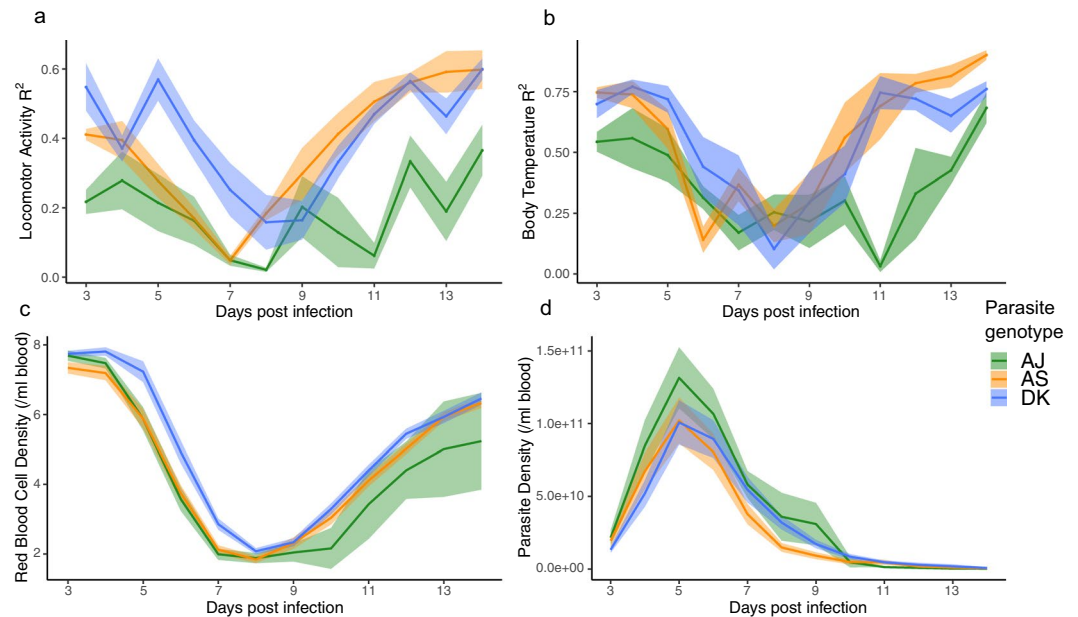 a
Locomotor Activity R²
0.6
0.4
0.2
0.0
3 5 7 9 11 13
Days post infection
b
Body Temperature R²
0.75
0.50
0.25
0.00
3 5 7 9 11 13
Days post infection
c
Red Blood Cell Density (/ml blood)
8
6
4
2
3 5 7 9 11 13
Days post infection
d
Parasite Density (/ml blood)
1.5e+11
1.0e+11
5.0e+10
0.0e+00
3 5 7 9 11 13
Days post infection
Parasite
genotype
AJ
AS
DK